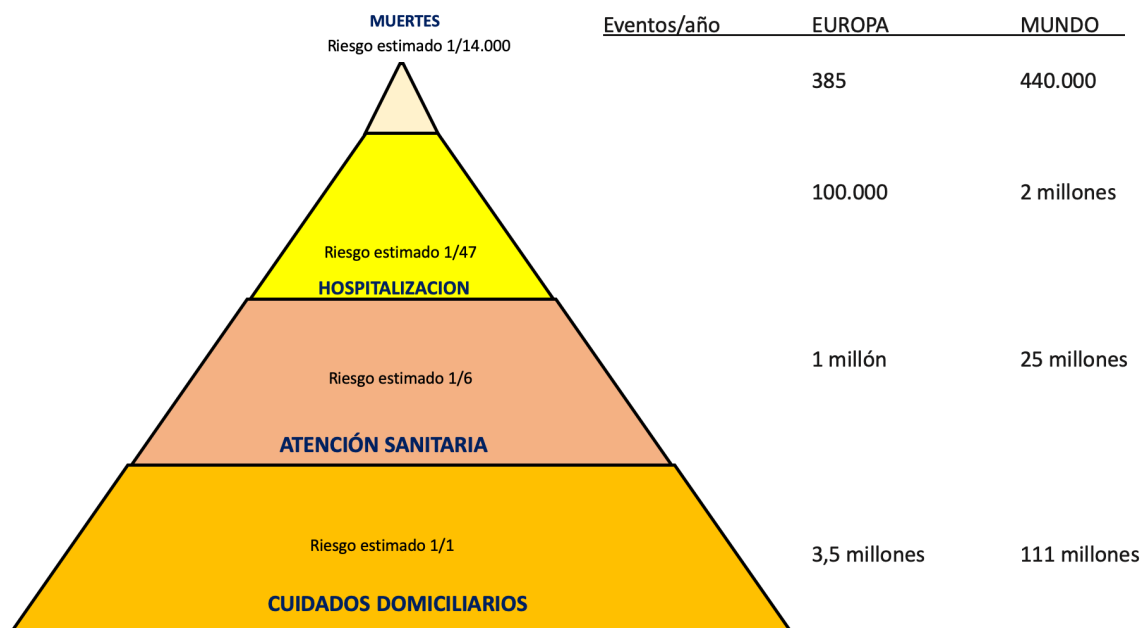 MUERTES
Riesgo estimado 1/14.000
Eventos/año EUROPA MUNDO
385 440.000
100.000 2 millones
Riesgo estimado 1/47
HOSPITALIZACION
1 millón 25 millones
Riesgo estimado 1/6
ATENCIÓN SANITARIA
Riesgo estimado 1/1
3,5 millones 111 millones
CUIDADOS DOMICILIARIOS